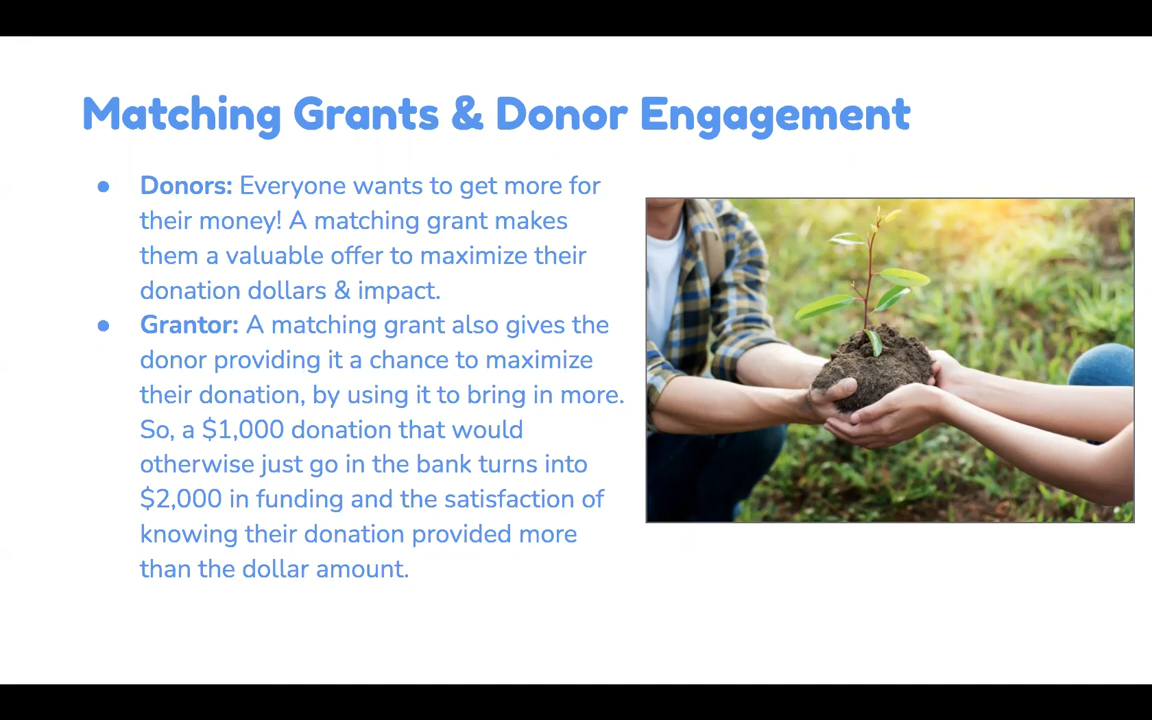 Matching Grants & Donor Engagement
● Donors: Everyone wants to get more for
their money! A matching grant makes
them a valuable offer to maximize their
donation dollars & impact.
● Grantor: A matching grant also gives the
donor providing it a chance to maximize
their donation, by using it to bring in more.
So, a $1,000 donation that would
otherwise just go in the bank turns into
$2,000 in funding and the satisfaction of
knowing their donation provided more
than the dollar amount.